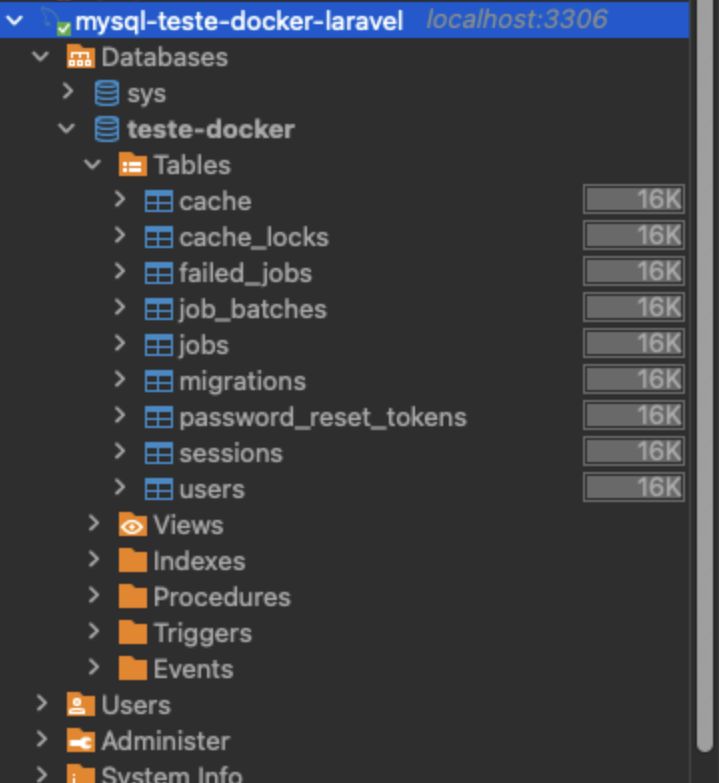 mysql-teste-docker-laravel localhost:3306
Databases
sys
teste-docker
Tables
cache 16K
cache_locks 16K
failed_jobs 16K
job_batches 16K
jobs 16K
migrations 16K
password_reset_tokens 16K
sessions 16K
users 16K
Views
Indexes
Procedures
Triggers
Events
Users
Administer
System Info